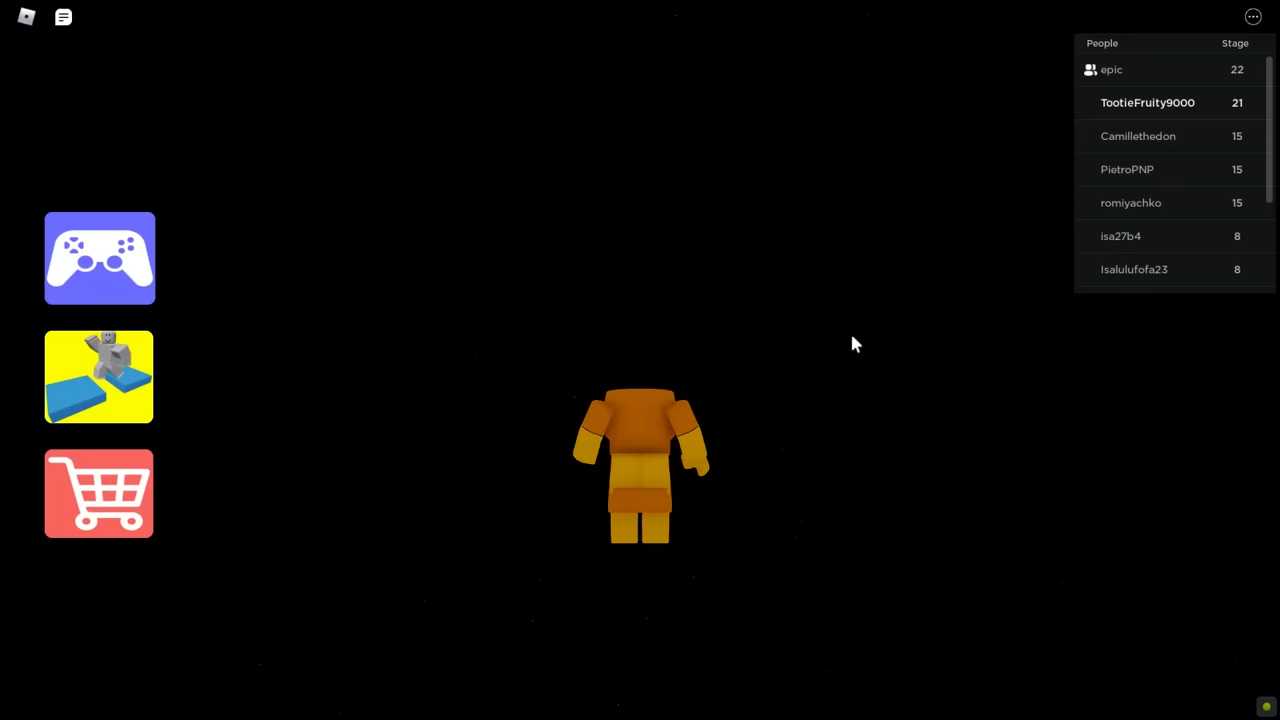 People Stage
epic 22
TootieFruity9000 21
Camillethedon 15
PietroPNP 15
romiyachko 15
isa27b4 8
Isalulufofa23 8